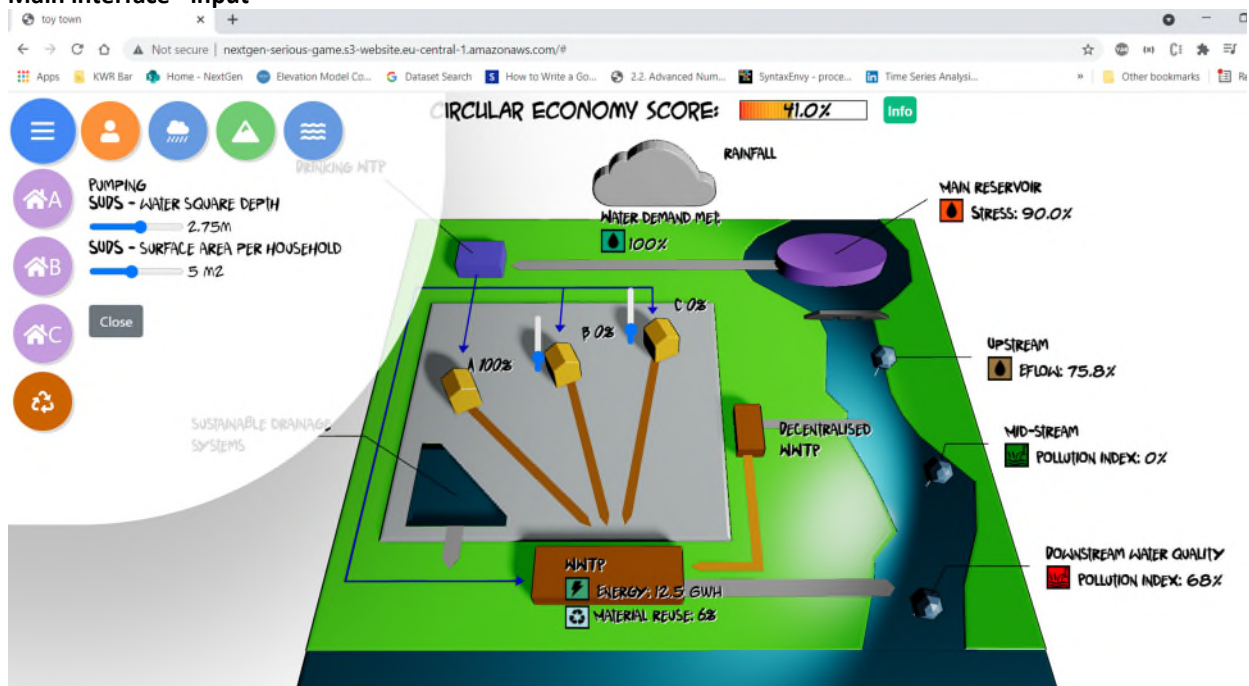 Main interface - input
toy town
Not secure | nextgen-serious-game.s3-website.eu-central-1.amazonaws.com/#
Apps KWR Bar Home - NextGen Elevation Model Co... Dataset Search How to Write a Go... 2.2. Advanced Num... SyntaxEnvy - proce... Time Series Analysi... » Other bookmarks
CIRCULAR ECONOMY SCORE: 41.0% Info
DRINKING WTP
RAINFALL
PUMPING
SUDS - WATER SQUARE DEPTH
2.75M
SUDS - SURFACE AREA PER HOUSEHOLD
5 M2
Close
A
B
C
WATER DEMAND MET:
100%
MAIN RESERVOIR
STRESS: 90.0%
C 0%
B 0%
A 100%
UPSTREAM
EFLOW: 75.8%
SUSTAINABLE DRANAGE
SYSTEMS
DECENTRALISED
WWTP
MID-STREAM
POLLUTION INDEX: 0%
WWTP
ENERGY: 12.5 GWH
MATERIAL REUSE: 6%
DOWNSTREAM WATER QUALITY
POLLUTION INDEX: 68%